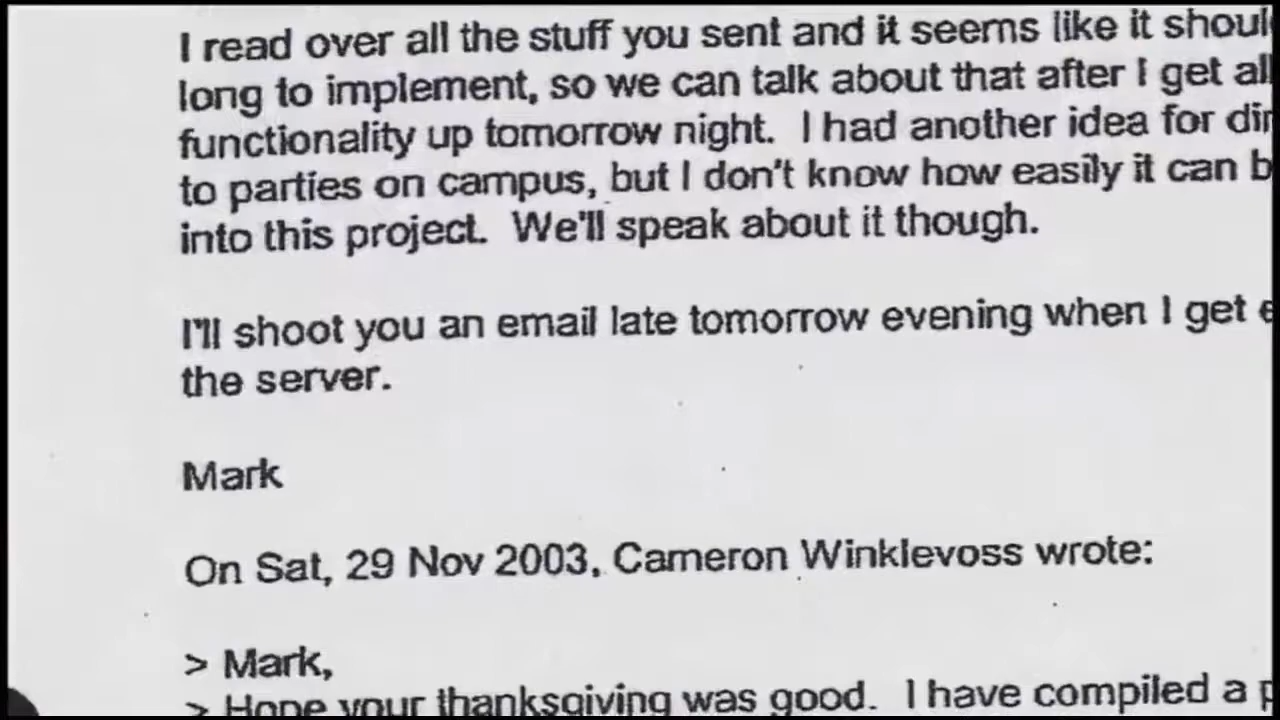 I read over all the stuff you sent and it seems like it
long to implement, so we can talk about that after I get
functionality up tomorrow night. I had another idea for
to parties on campus, but I don't know how easily it can
into this project. We'll speak about it though.
I'll shoot you an email late tomorrow evening when I get
the server.
Mark
On Sat, 29 Nov 2003, Cameron Winklevoss wrote:
> Mark,
> Hope your thanksgiving was good. I have compiled a